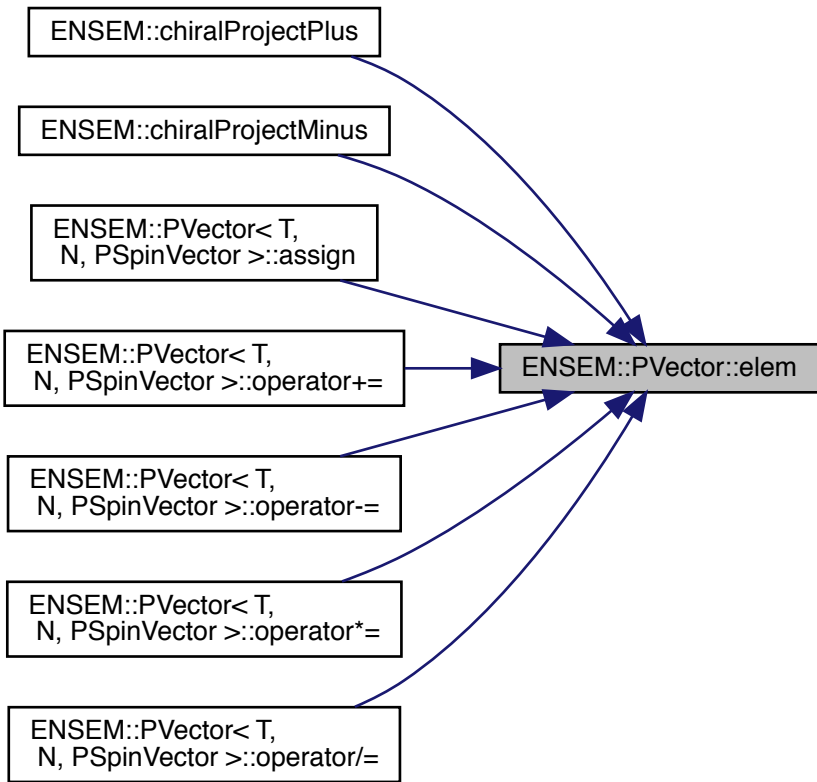 ENSEM::chiralProjectPlus
ENSEM::chiralProjectMinus
ENSEM::PVector< T,
N, PSpinVector >::assign
ENSEM::PVector< T,
N, PSpinVector >::operator+=
ENSEM::PVector::elem
ENSEM::PVector< T,
N, PSpinVector >::operator-=
ENSEM::PVector< T,
N, PSpinVector >::operator*=
ENSEM::PVector< T,
N, PSpinVector >::operator/=